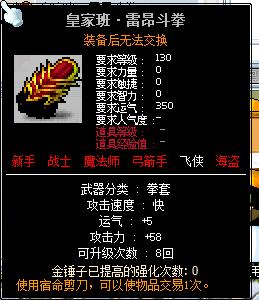 皇家班·雷昂斗拳
装备后无法交换
要求等级: 130
要求力量: 0
要求敏捷: 0
要求智力: 0
要求运气: 350
要求人气度: -
道具等级: -
道具经验值: -
新手 战士 魔法师 弓箭手 飞侠 海盗
武器分类 : 拳套
攻击速度 : 快
运气 : +5
攻击力 : +58
可升级次数 : 8回
金锤子已提高的强化次数: 0
使用宿命剪刀，可以使物品交易1次。